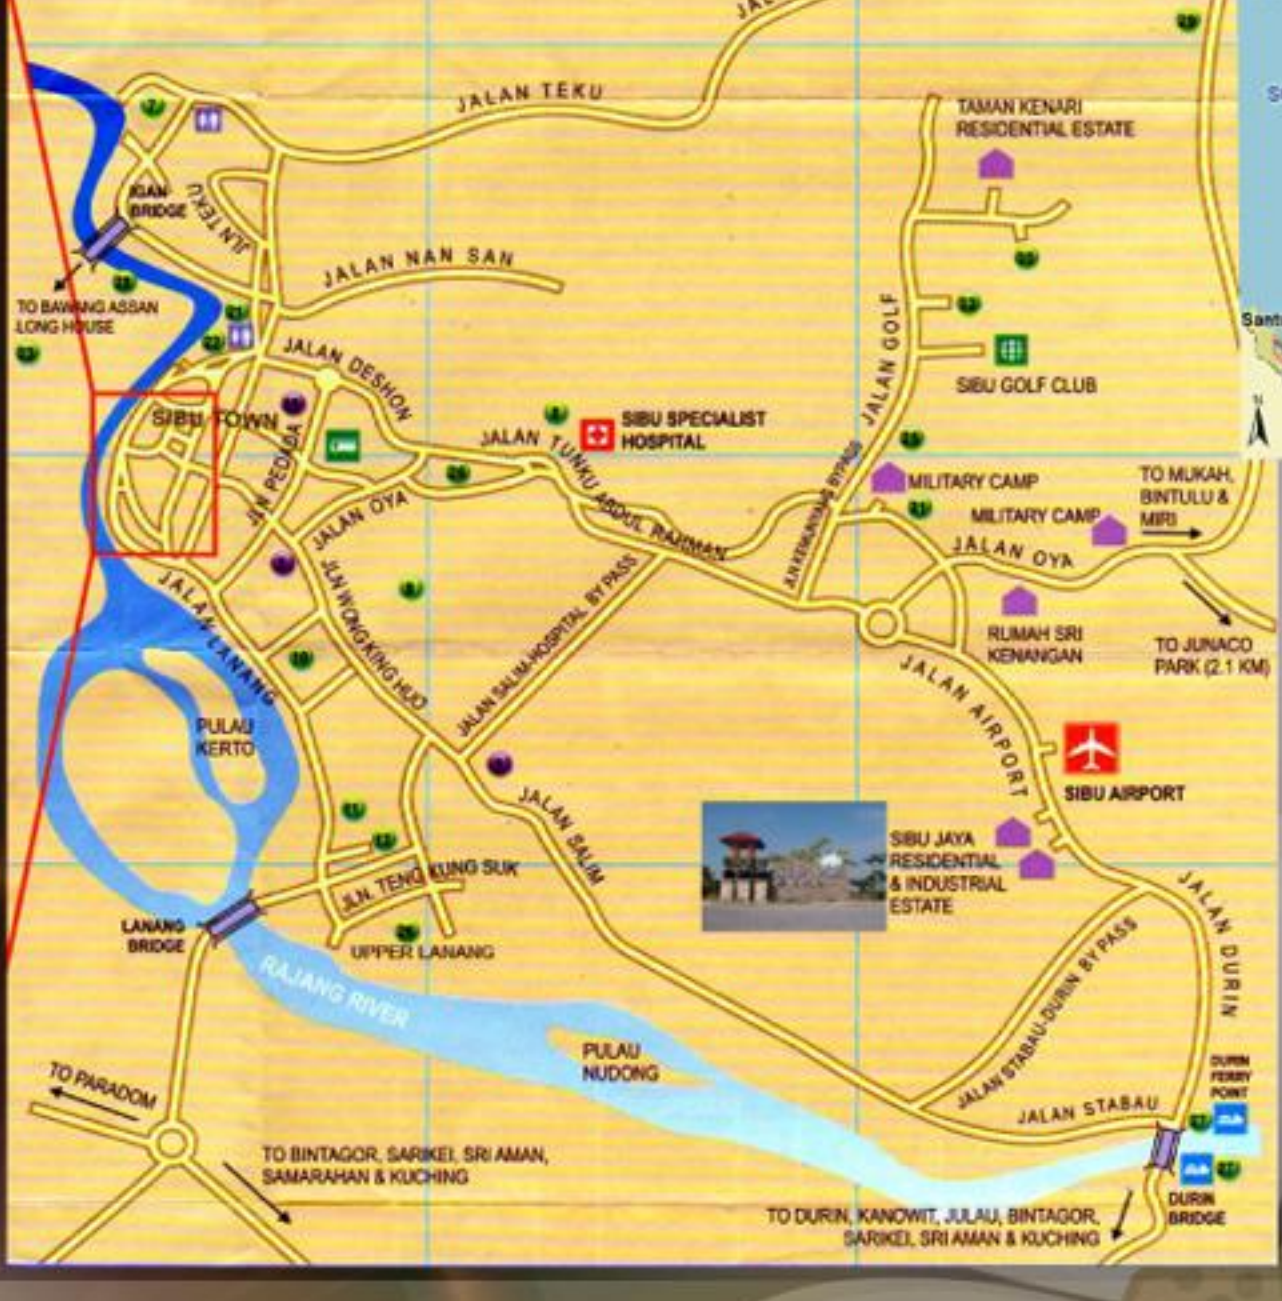 JALAN TEKU
TAMAN KENARI
RESIDENTIAL ESTATE
IGAN
BRIDGE
JLN TEKU
JALAN NAN SAN
TO BAWANG ASSAN
LONG HOUSE
JALAN GOLF
Sant
SIBU GOLF CLUB
JALAN DESHON
SIBU TOWN
N
SIBU SPECIALIST
HOSPITAL
JALAN TUNKU ABDUL RAHMAN
JLN PEDADA
JALAN OYA
BYPASS
MILITARY CAMP
MILITARY CAMP
TO MUKAH,
BINTULU &
MIRI
JALAN OYA
JALAN LANANG
JLN WONG KING HUO
JALAN SALIM-HOSPITAL BY PASS
RUMAH SRI
KENANGAN
TO JUNACO
PARK (2.1 KM)
JALAN AIRPORT
PULAU
KERTO
SIBU AIRPORT
JALAN SALIM
SIBU JAYA
RESIDENTIAL
& INDUSTRIAL
ESTATE
JLN. TENG KUNG SUK
JALAN DURIN
LANANG
BRIDGE
UPPER LANANG
RAJANG RIVER
JALAN STABAU-DURIN BY PASS
PULAU
NUDONG
DURIN
FERRY
POINT
TO PARADOM
JALAN STABAU
TO BINTAGOR, SARIKEI, SRI AMAN,
SAMARAHAN & KUCHING
DURIN
BRIDGE
TO DURIN, KANOWIT, JULAU, BINTAGOR,
SARIKEI, SRI AMAN & KUCHING